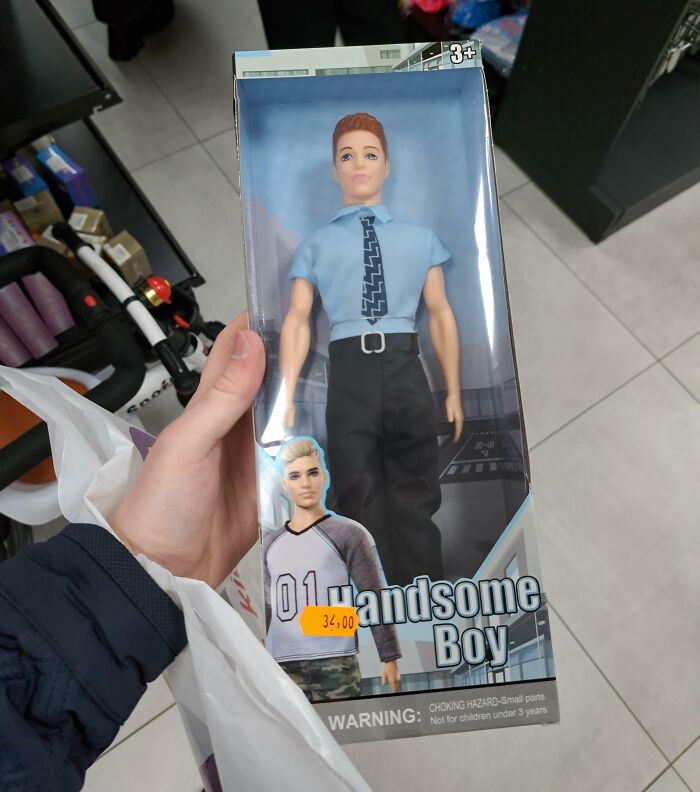 3+
01
Handsome
Boy
34,00
WARNING:
CHOKING HAZARD-Small parts
Not for children under 3 years